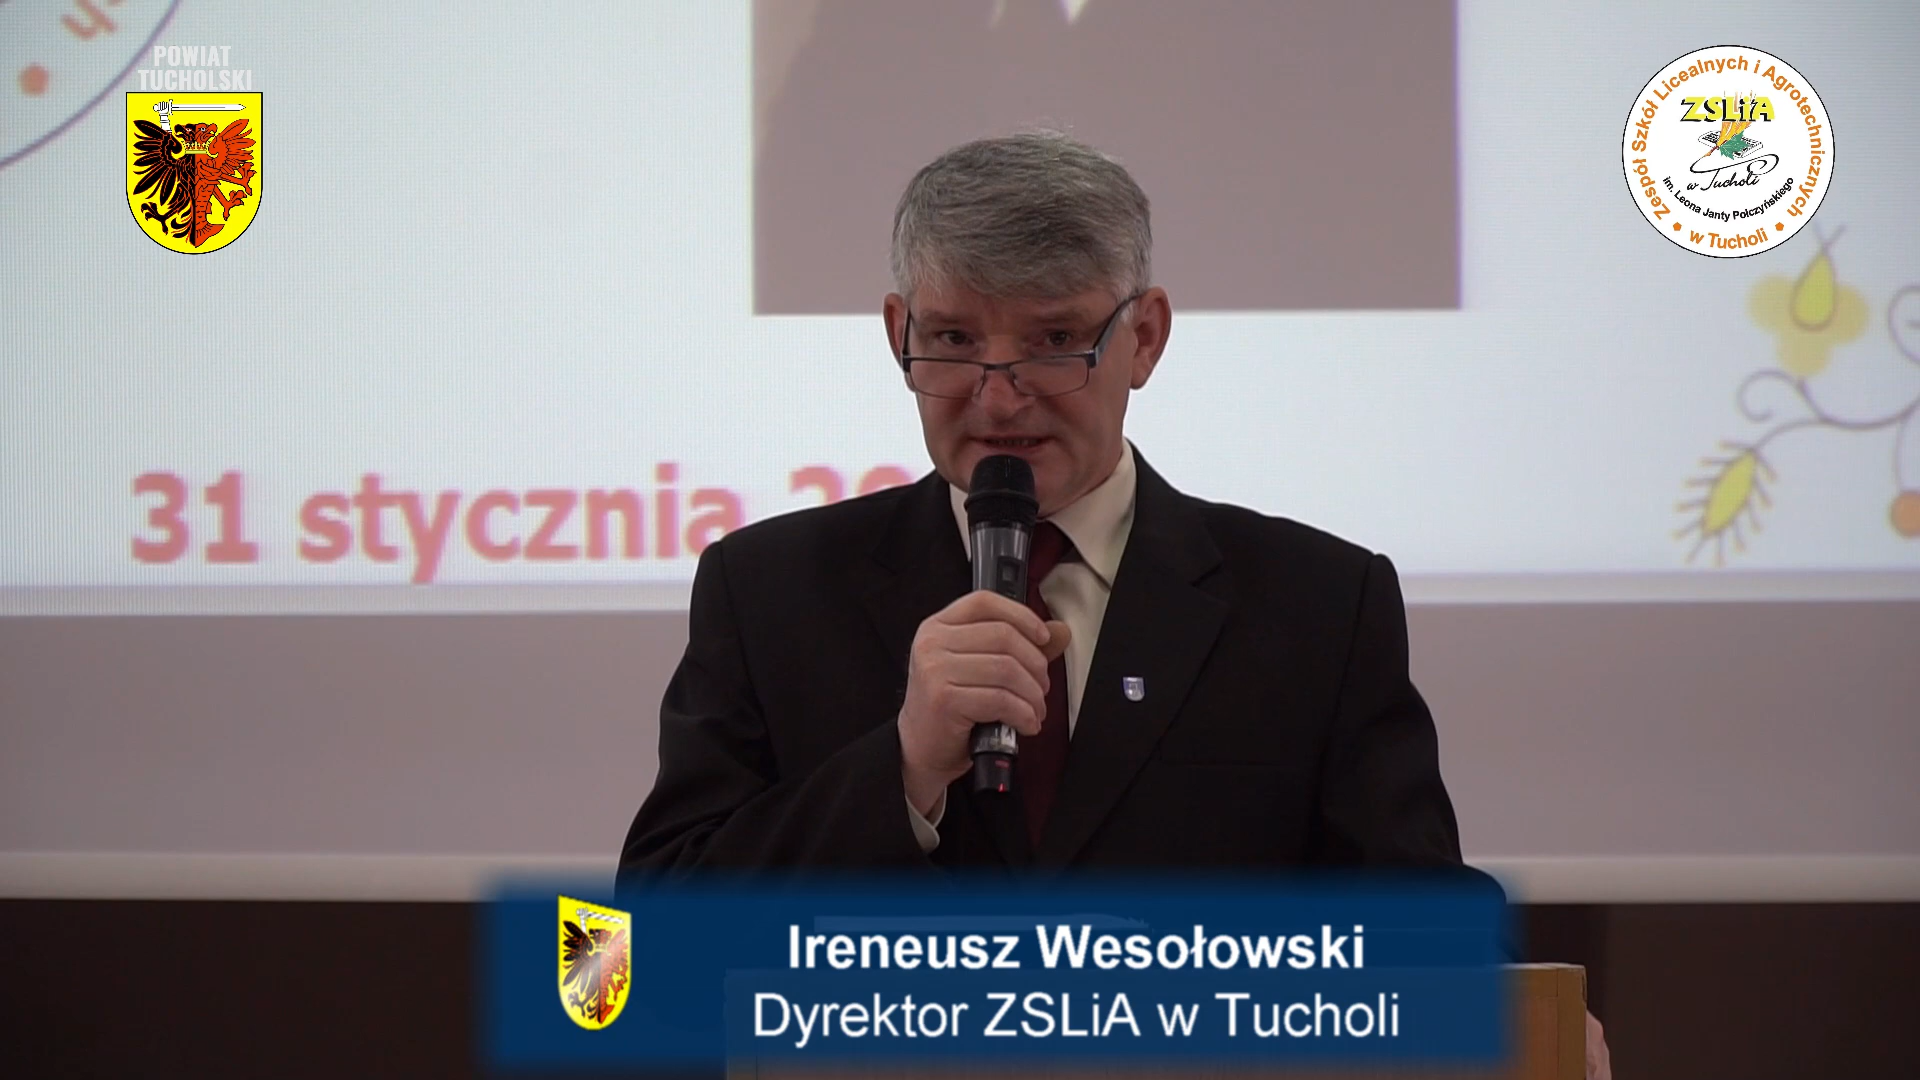 POWIAT
TUCHOLSKI
Zespół Szkół Licealnych i Agrotechnicznych
ZSLiA
w Tucholi
im. Leona Janty Połczyńskiego
• w Tucholi •
31 stycznia
Ireneusz Wesołowski
Dyrektor ZSLiA w Tucholi